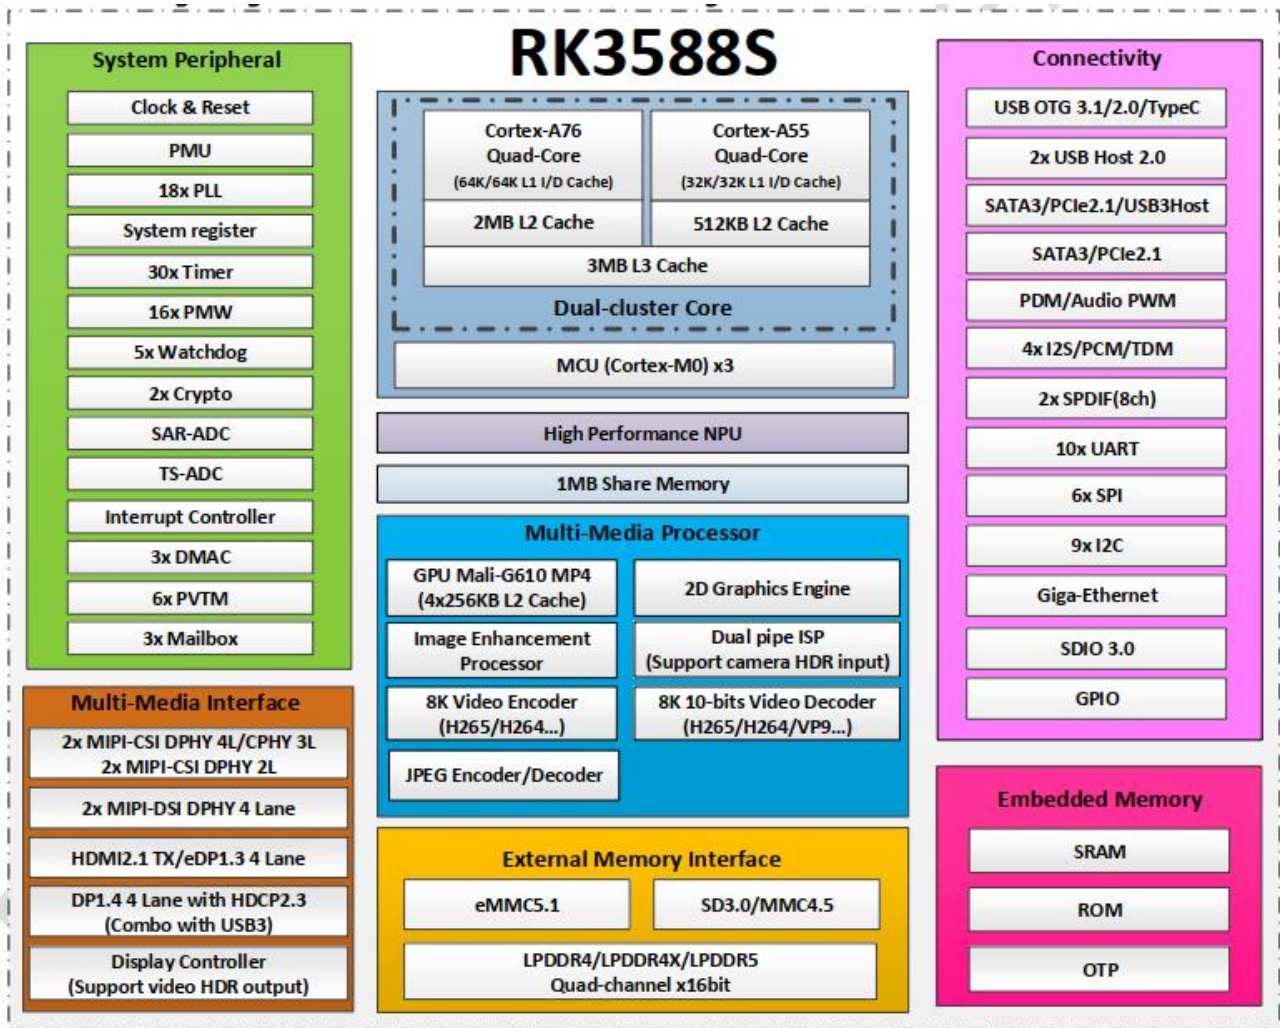 RK3588S
System Peripheral
Clock & Reset
PMU
18x PLL
System register
30x Timer
16x PMW
5x Watchdog
2x Crypto
SAR-ADC
TS-ADC
Interrupt Controller
3x DMAC
6x PVTM
3x Mailbox
Multi-Media Interface
2x MIPI-CSI DPHY 4L/CPHY 3L
2x MIPI-CSI DPHY 2L
2x MIPI-DSI DPHY 4 Lane
HDMI2.1 TX/eDP1.3 4 Lane
DP1.4 4 Lane with HDCP2.3
(Combo with USB3)
Display Controller
(Support video HDR output)
Cortex-A76
Quad-Core
(64K/64K L1 I/D Cache)
2MB L2 Cache
Cortex-A55
Quad-Core
(32K/32K L1 I/D Cache)
512KB L2 Cache
3MB L3 Cache
Dual-cluster Core
MCU (Cortex-M0) x3
High Performance NPU
1MB Share Memory
Multi-Media Processor
GPU Mali-G610 MP4
(4x256KB L2 Cache)
2D Graphics Engine
Image Enhancement
Processor
Dual pipe ISP
(Support camera HDR input)
8K Video Encoder
(H265/H264...)
8K 10-bits Video Decoder
(H265/H264/VP9...)
JPEG Encoder/Decoder
External Memory Interface
eMMC5.1
SD3.0/MMC4.5
LPDDR4/LPDDR4X/LPDDR5
Quad-channel x16bit
Connectivity
USB OTG 3.1/2.0/TypeC
2x USB Host 2.0
SATA3/PCIe2.1/USB3Host
SATA3/PCIe2.1
PDM/Audio PWM
4x I2S/PCM/TDM
2x SPDIF(8ch)
10x UART
6x SPI
9x I2C
Giga-Ethernet
SDIO 3.0
GPIO
Embedded Memory
SRAM
ROM
OTP